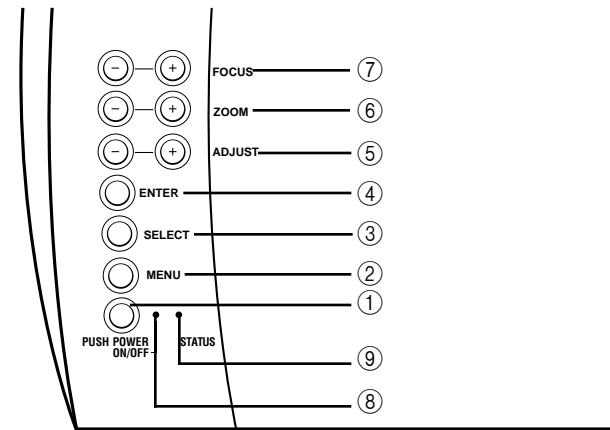 − − + FOCUS ⑦
− − + ZOOM ⑥
− − + ADJUST ⑤
ENTER ④
SELECT ③
MENU ②
①
PUSH POWER STATUS
ON/OFF
⑨
⑧